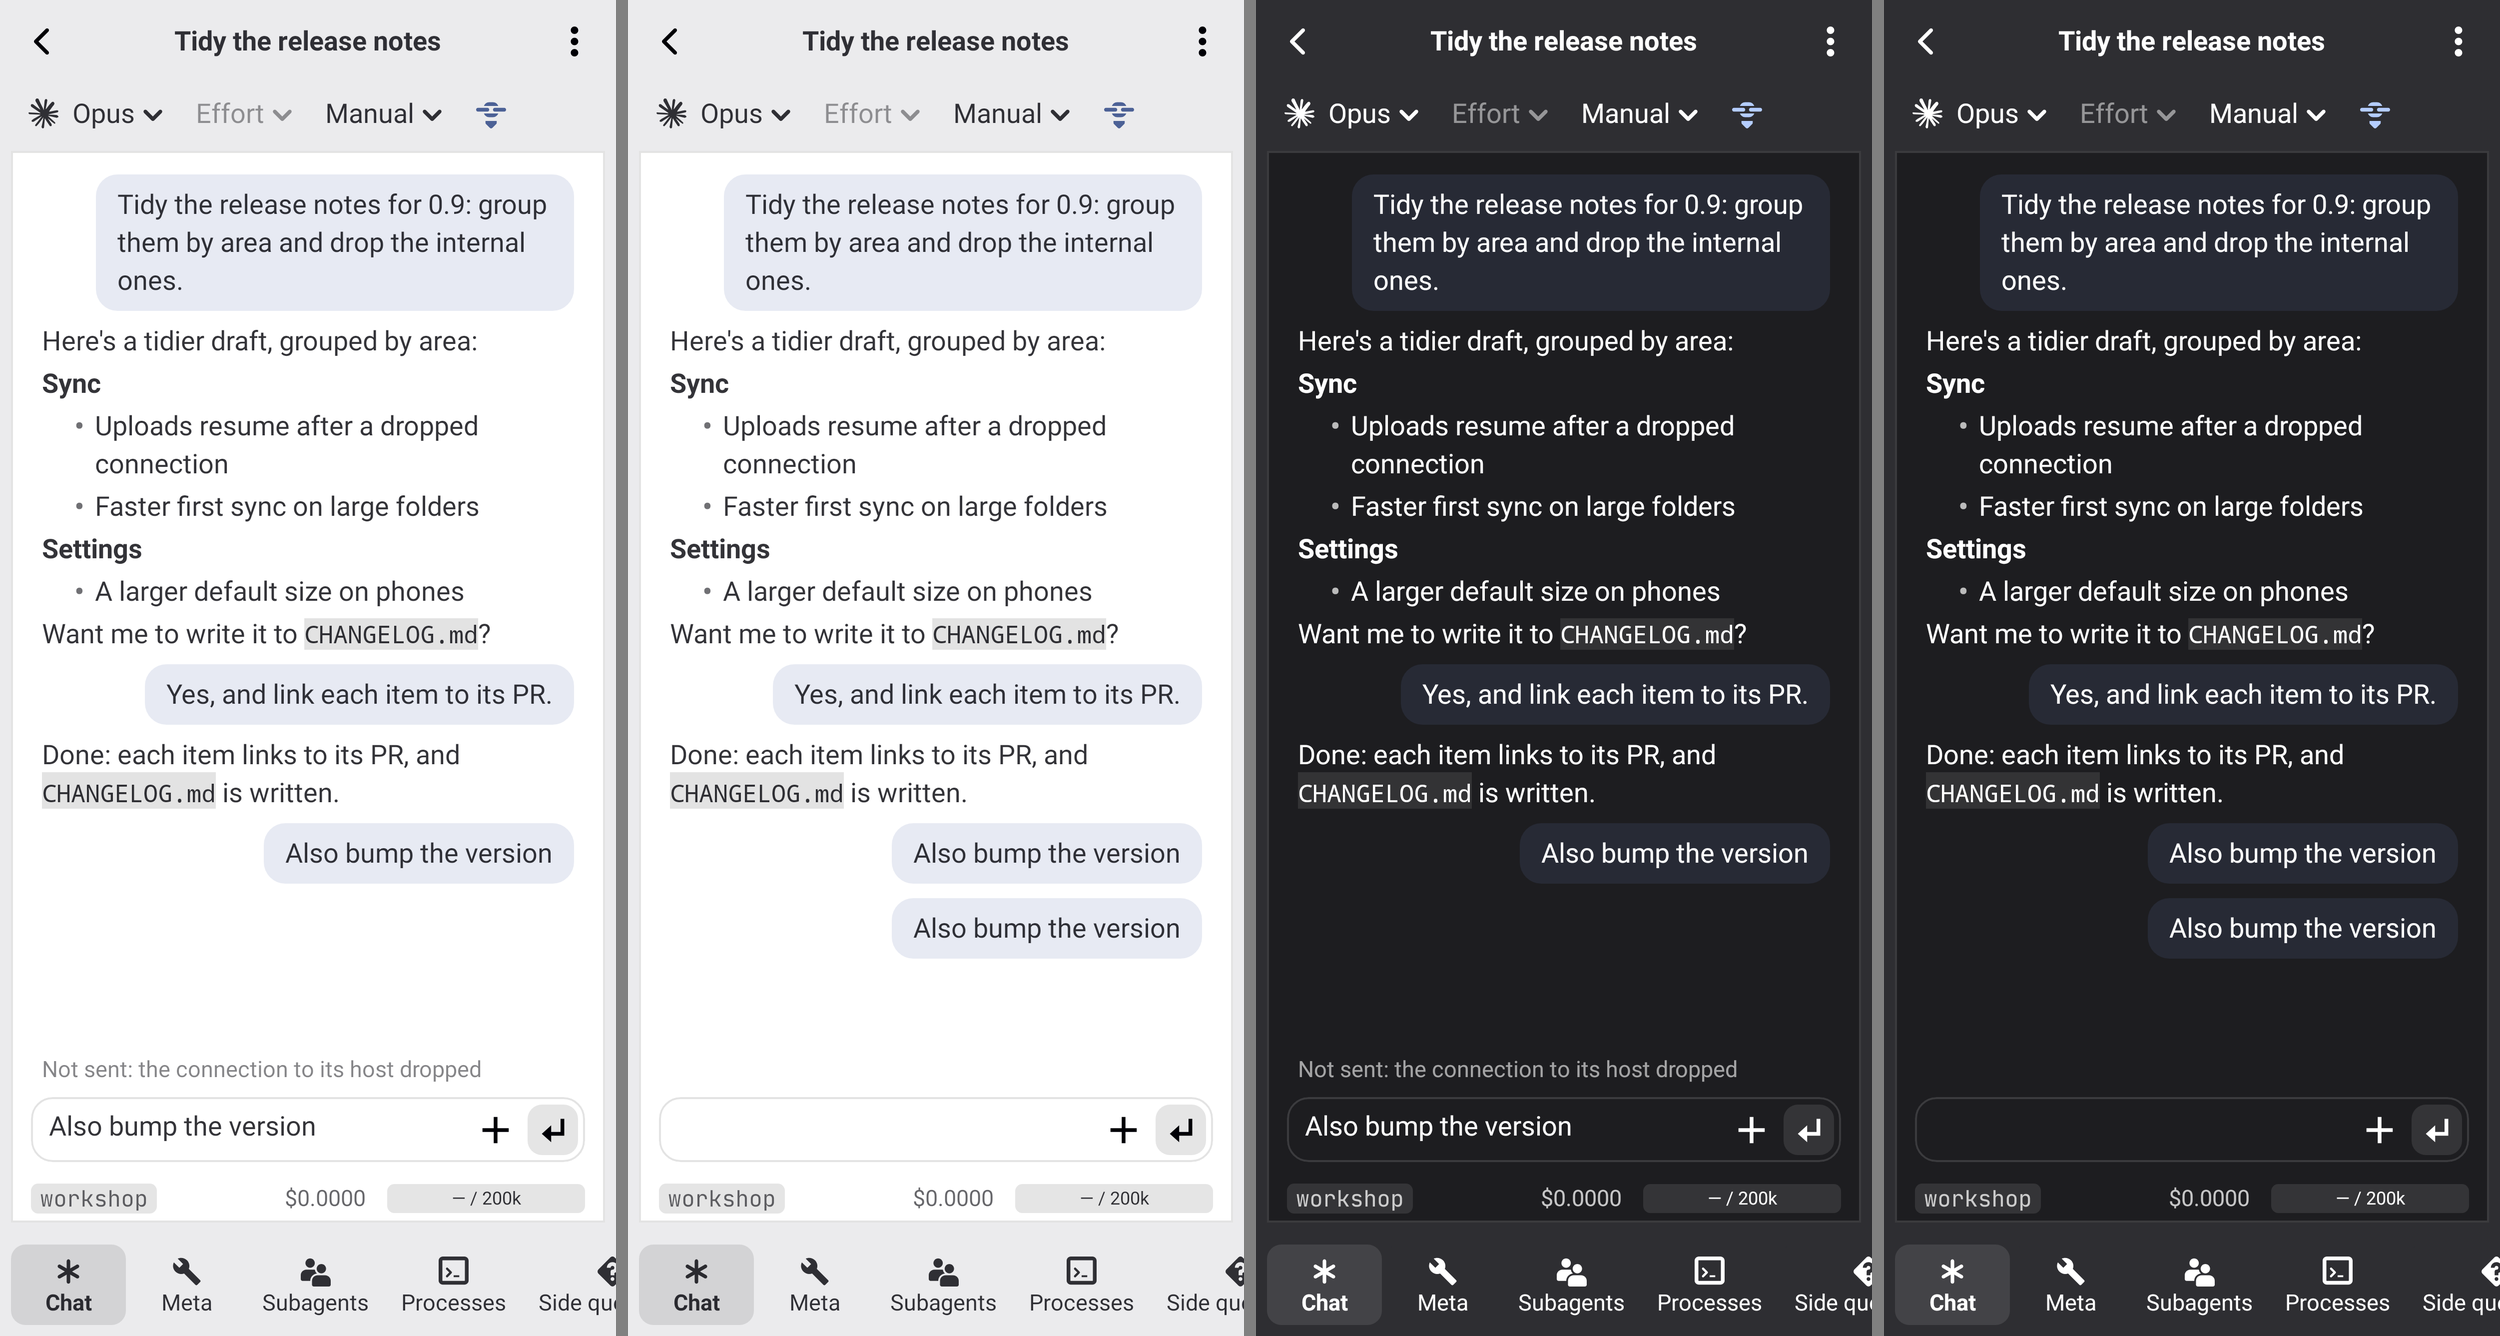 Tidy the release notes
Opus Effort Manual
Tidy the release notes for 0.9: group
them by area and drop the internal
ones.
Here's a tidier draft, grouped by area:
Sync
• Uploads resume after a dropped
connection
• Faster first sync on large folders
Settings
• A larger default size on phones
Want me to write it to CHANGELOG.md?
Yes, and link each item to its PR.
Done: each item links to its PR, and
CHANGELOG.md is written.
Also bump the version
Not sent: the connection to its host dropped
Also bump the version
workshop $0.0000 – / 200k
Chat Meta Subagents Processes Side que
Tidy the release notes
Opus Effort Manual
Tidy the release notes for 0.9: group
them by area and drop the internal
ones.
Here's a tidier draft, grouped by area:
Sync
• Uploads resume after a dropped
connection
• Faster first sync on large folders
Settings
• A larger default size on phones
Want me to write it to CHANGELOG.md?
Yes, and link each item to its PR.
Done: each item links to its PR, and
CHANGELOG.md is written.
Also bump the version
Also bump the version
workshop $0.0000 – / 200k
Chat Meta Subagents Processes Side que
Tidy the release notes
Opus Effort Manual
Tidy the release notes for 0.9: group
them by area and drop the internal
ones.
Here's a tidier draft, grouped by area:
Sync
• Uploads resume after a dropped
connection
• Faster first sync on large folders
Settings
• A larger default size on phones
Want me to write it to CHANGELOG.md?
Yes, and link each item to its PR.
Done: each item links to its PR, and
CHANGELOG.md is written.
Also bump the version
Not sent: the connection to its host dropped
Also bump the version
workshop $0.0000 – / 200k
Chat Meta Subagents Processes Side que
Tidy the release notes
Opus Effort Manual
Tidy the release notes for 0.9: group
them by area and drop the internal
ones.
Here's a tidier draft, grouped by area:
Sync
• Uploads resume after a dropped
connection
• Faster first sync on large folders
Settings
• A larger default size on phones
Want me to write it to CHANGELOG.md?
Yes, and link each item to its PR.
Done: each item links to its PR, and
CHANGELOG.md is written.
Also bump the version
Also bump the version
workshop $0.0000 – / 200k
Chat Meta Subagents Processes Side que